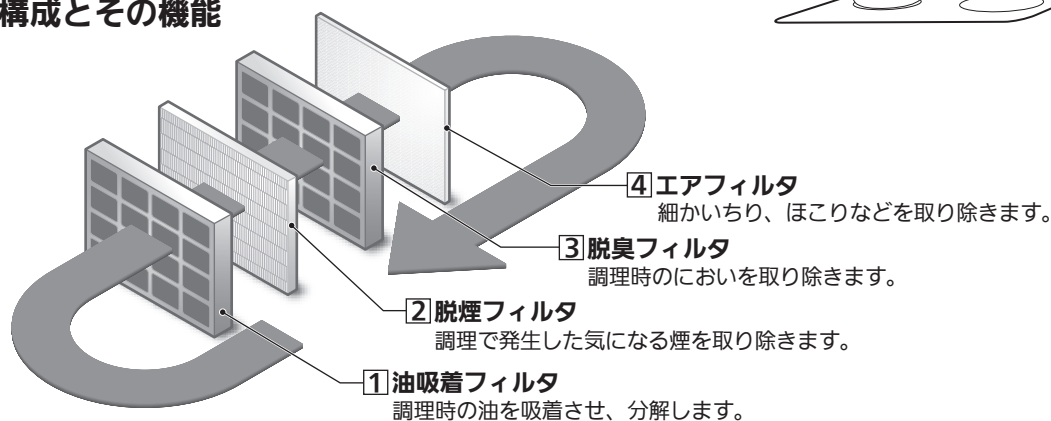 構成とその機能
4 エアフィルタ
細かいちり、ほこりなどを取り除きます。
3 脱臭フィルタ
調理時のにおいを取り除きます。
2 脱煙フィルタ
調理で発生した気になる煙を取り除きます。
1 油吸着フィルタ
調理時の油を吸着させ、分解します。